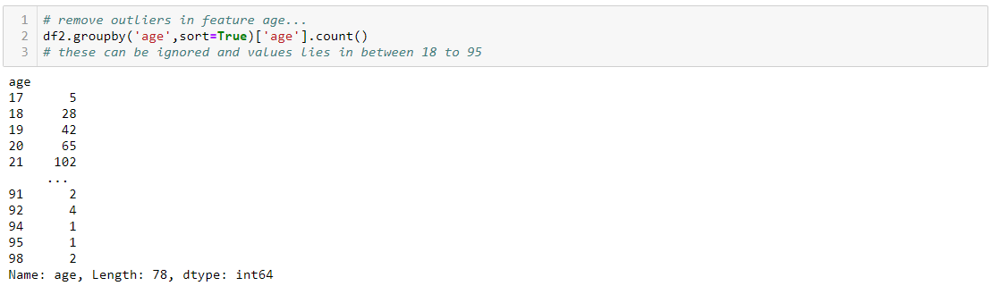 1 # remove outliers in feature age...
2 df2.groupby('age',sort=True)['age'].count()
3 # these can be ignored and values lies in between 18 to 95
age
17 5
18 28
19 42
20 65
21 102
...
91 2
92 4
94 1
95 1
98 2
Name: age, Length: 78, dtype: int64